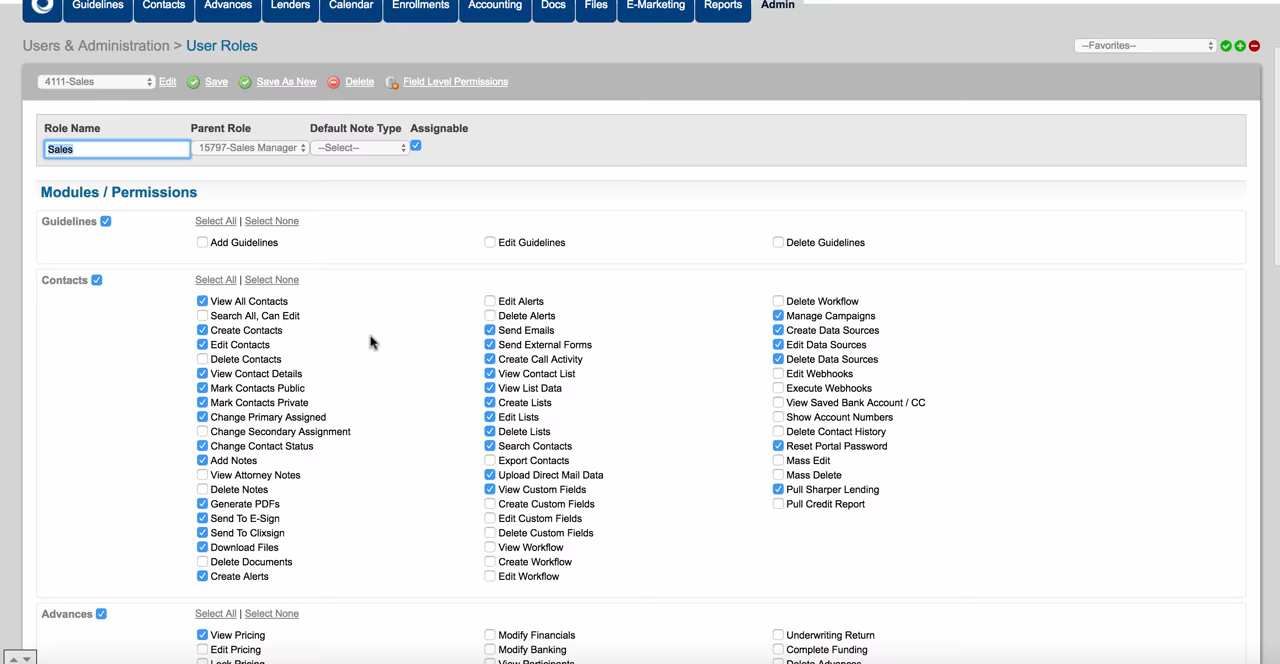 Guidelines Contacts Advances Lenders Calendar Enrollments Accounting Docs Files E-Marketing Reports Admin
Users & Administration > User Roles
--Favorites--
4111-Sales Edit Save Save As New Delete Field Level Permissions
Role Name Parent Role Default Note Type Assignable
Sales 15797-Sales Manager --Select--
Modules / Permissions
Guidelines Select All | Select None
Add Guidelines Edit Guidelines Delete Guidelines
Contacts Select All | Select None
View All Contacts Edit Alerts Delete Workflow
Search All, Can Edit Delete Alerts Manage Campaigns
Create Contacts Send Emails Create Data Sources
Edit Contacts Send External Forms Edit Data Sources
Delete Contacts Create Call Activity Delete Data Sources
View Contact Details View Contact List Edit Webhooks
Mark Contacts Public View List Data Execute Webhooks
Mark Contacts Private Create Lists View Saved Bank Account / CC
Change Primary Assigned Edit Lists Show Account Numbers
Change Secondary Assignment Delete Lists Delete Contact History
Change Contact Status Search Contacts Reset Portal Password
Add Notes Export Contacts Mass Edit
View Attorney Notes Upload Direct Mail Data Mass Delete
Delete Notes View Custom Fields Pull Sharper Lending
Generate PDFs Create Custom Fields Pull Credit Report
Send To E-Sign Edit Custom Fields
Send To Clixsign Delete Custom Fields
Download Files View Workflow
Delete Documents Create Workflow
Create Alerts Edit Workflow
Advances Select All | Select None
View Pricing Modify Financials Underwriting Return
Edit Pricing Modify Banking Complete Funding
Lock Pricing View Participants Delete Advances